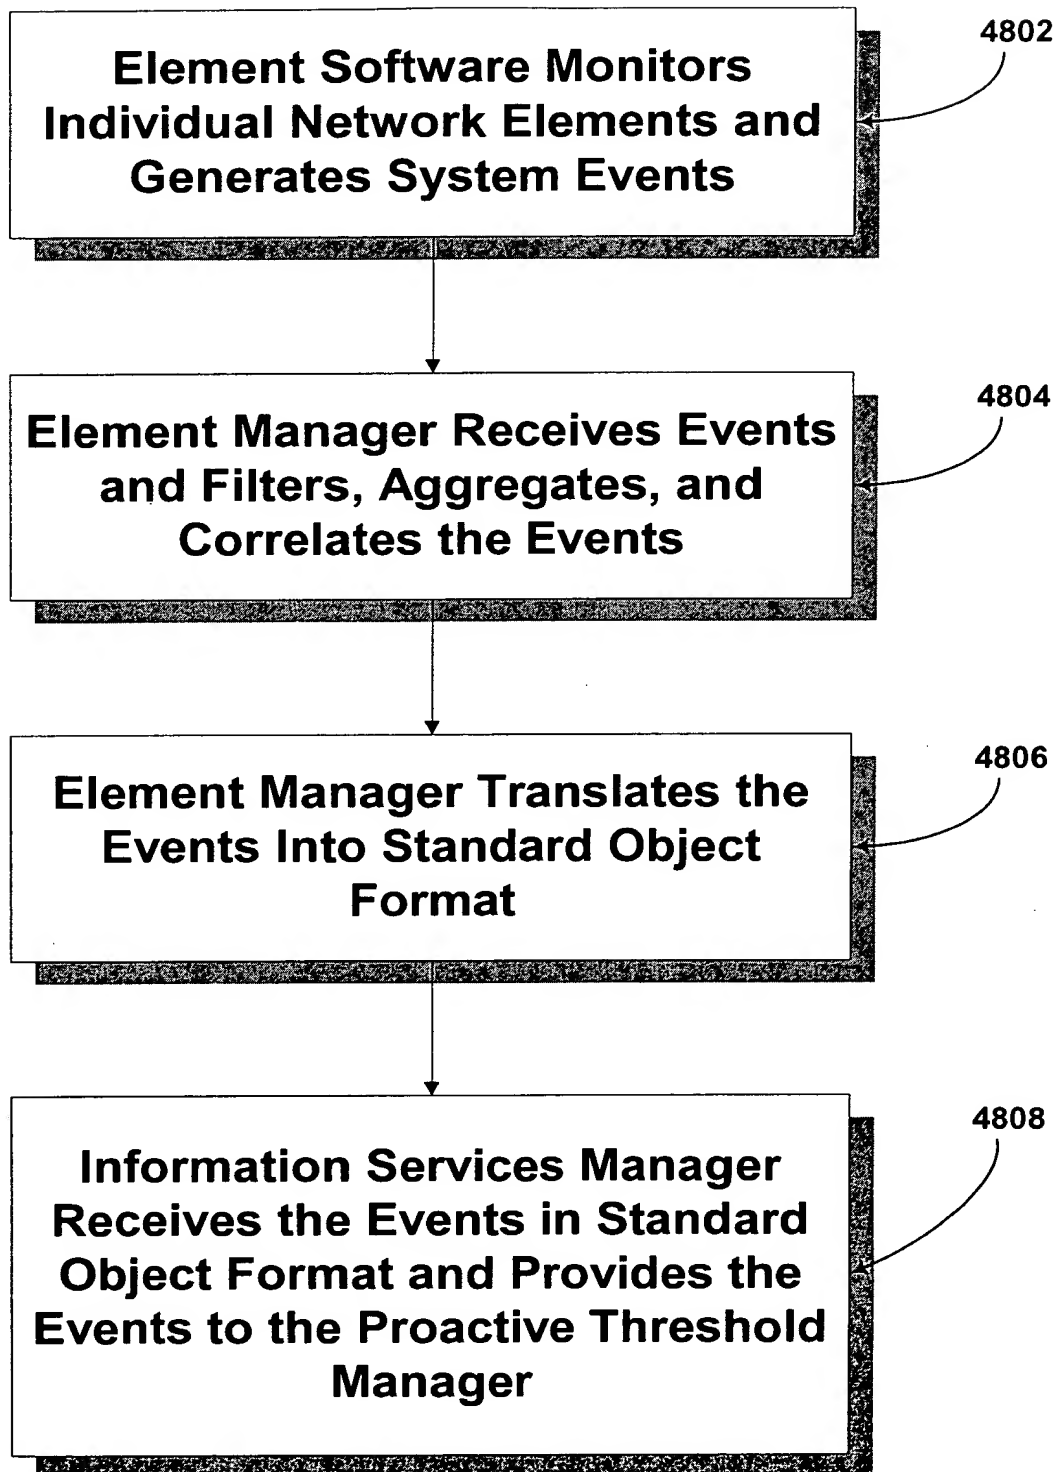 4802
Element Software Monitors
Individual Network Elements and
Generates System Events
4804
Element Manager Receives Events
and Filters, Aggregates, and
Correlates the Events
4806
Element Manager Translates the
Events Into Standard Object
Format
4808
Information Services Manager
Receives the Events in Standard
Object Format and Provides the
Events to the Proactive Threshold
Manager